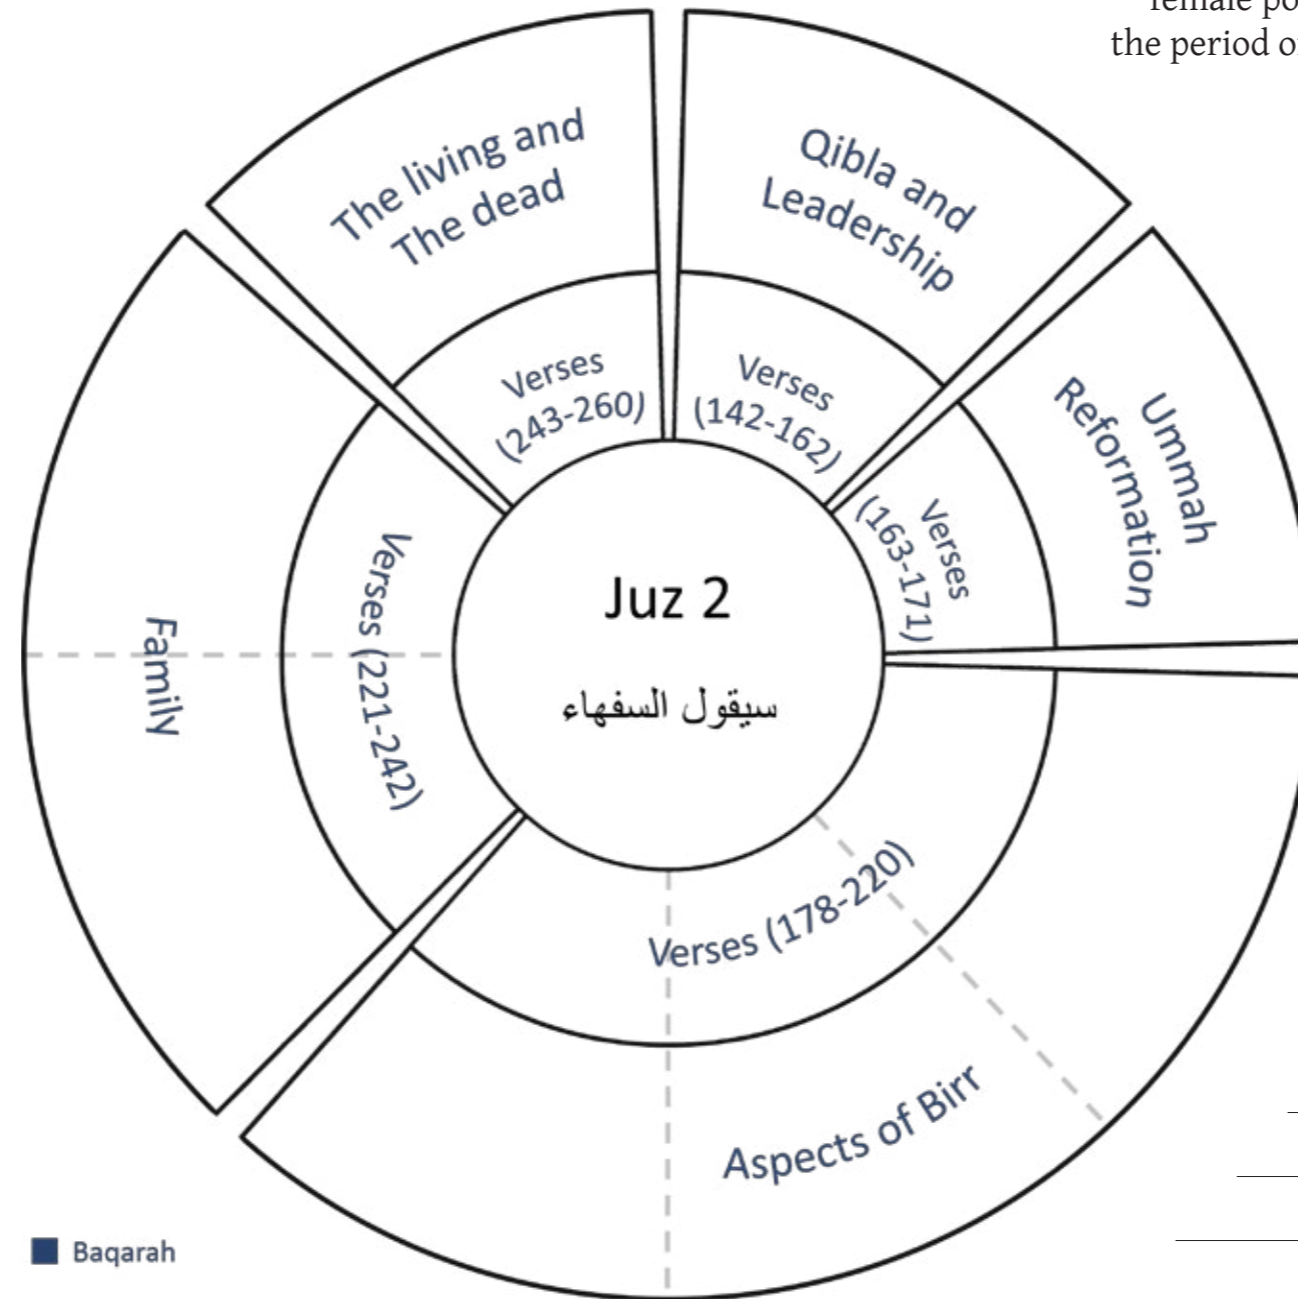 female po
the period o
Qibla and
Leadership
Verses
(142-162)
Ummah
Reformation
Verses
(163-171)
Verses (178-220)
Aspects of Birr
Family
Verses (221-242)
The living and
The dead
Verses
(243-260)
Juz 2
سيقول السفهاء
Baqarah